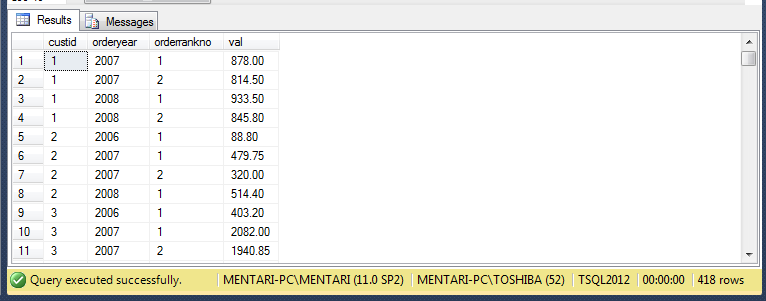 Results Messages
custid orderyear orderrankno val
1 1 2007 1 878.00
2 1 2007 2 814.50
3 1 2008 1 933.50
4 1 2008 2 845.80
5 2 2006 1 88.80
6 2 2007 1 479.75
7 2 2007 2 320.00
8 2 2008 1 514.40
9 3 2006 1 403.20
10 3 2007 1 2082.00
11 3 2007 2 1940.85
Query executed successfully. MENTARI-PC\MENTARI (11.0 SP2) MENTARI-PC\TOSHIBA (52) TSQL2012 00:00:00 418 rows